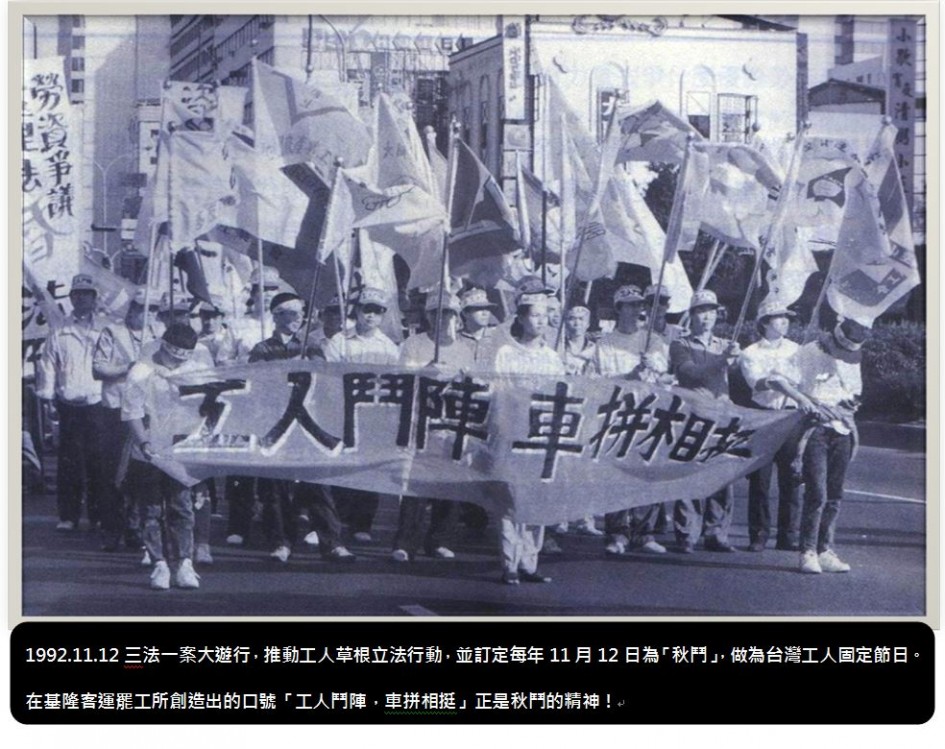 勞資爭議
工人鬥陣 車拼相挺
1992.11.12 三法一案大遊行，推動工人草根立法行動，並訂定每年 11 月 12 日為「秋鬥」，做為台灣工人固定節日。
在基隆客運罷工所創造出的口號「工人鬥陣，車拼相挺」正是秋鬥的精神！